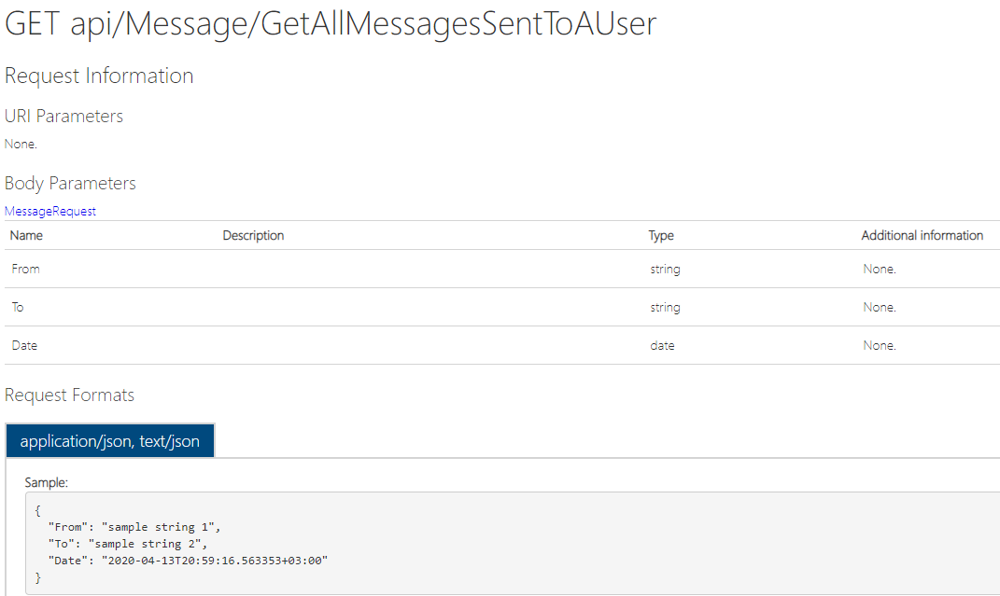 GET api/Message/GetAllMessagesSentToAUser
Request Information
URI Parameters
None.
Body Parameters
MessageRequest
Name Description Type Additional information
From string None.
To string None.
Date date None.
Request Formats
application/json, text/json
Sample:
{
  "From": "sample string 1",
  "To": "sample string 2",
  "Date": "2020-04-13T20:59:16.563353+03:00"
}